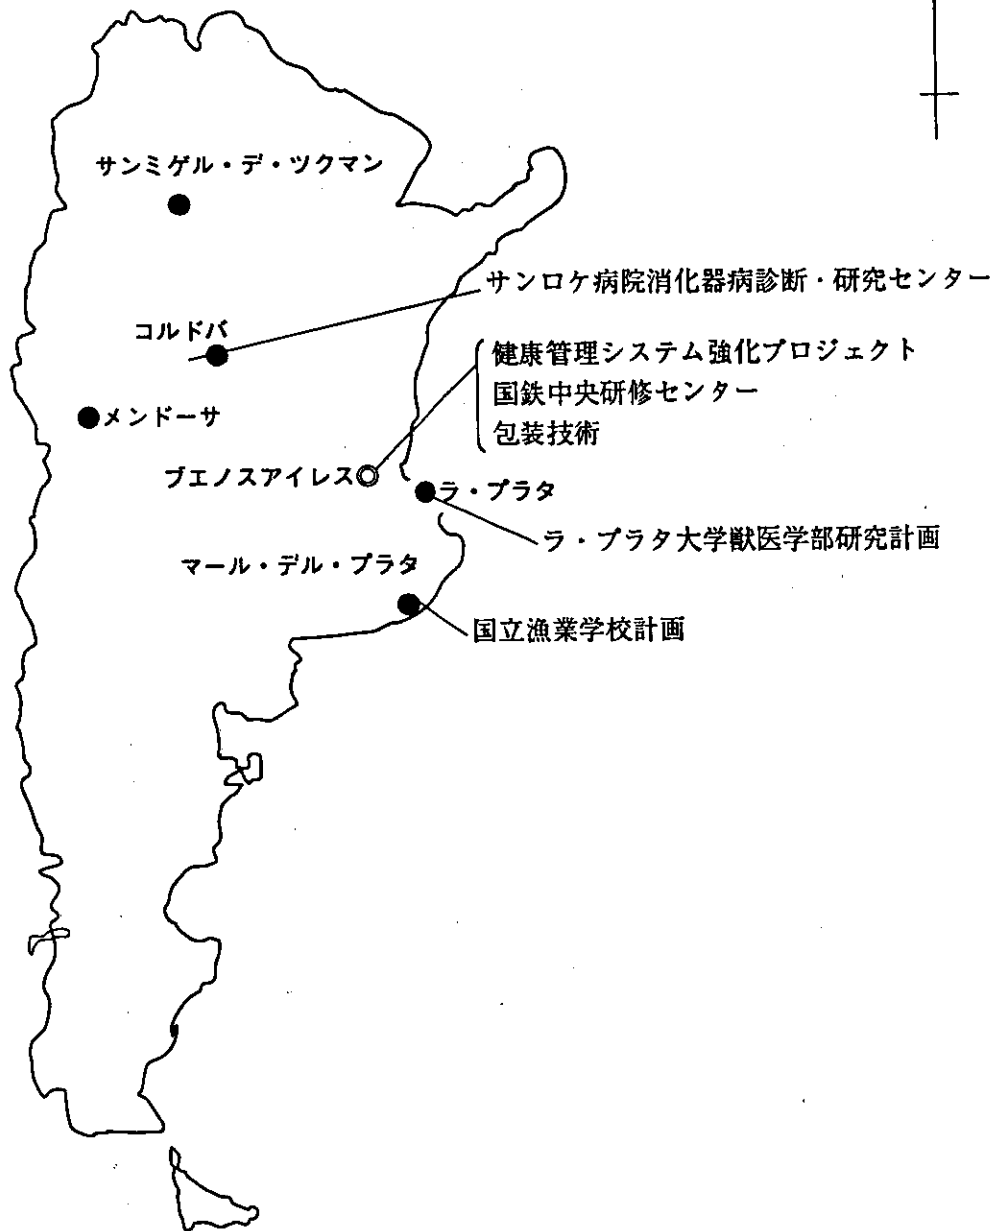 サンミゲル・デ・ツクマン
サンロケ病院消化器病診断・研究センター
コルドバ
健康管理システム強化プロジェクト
国鉄中央研修センター
包装技術
メンドーサ
ブエノスアイレス
ラ・プラタ
ラ・プラタ大学獣医学部研究計画
マール・デル・プラタ
国立漁業学校計画